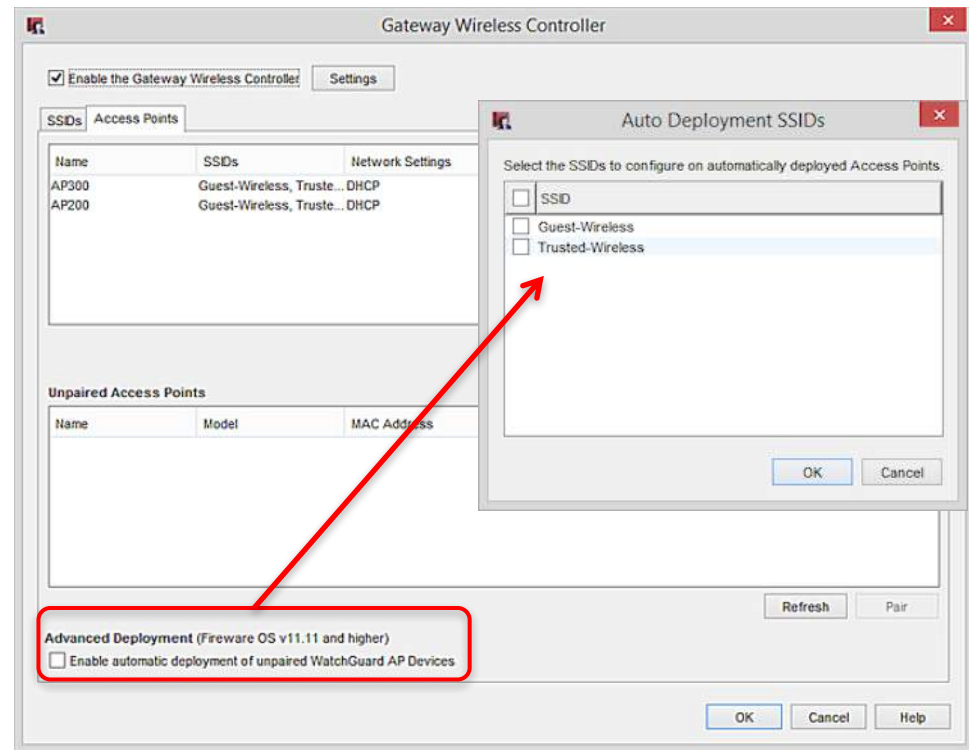 Gateway Wireless Controller
Enable the Gateway Wireless Controller Settings
SSIDs Access Points
Name SSIDs Network Settings
AP300 Guest-Wireless, Truste... DHCP
AP200 Guest-Wireless, Truste... DHCP
Auto Deployment SSIDs
Select the SSIDs to configure on automatically deployed Access Points.
SSID
Guest-Wireless
Trusted-Wireless
OK Cancel
Unpaired Access Points
Name Model MAC Address
Refresh Pair
Advanced Deployment (Fireware OS v11.11 and higher)
Enable automatic deployment of unpaired WatchGuard AP Devices
OK Cancel Help